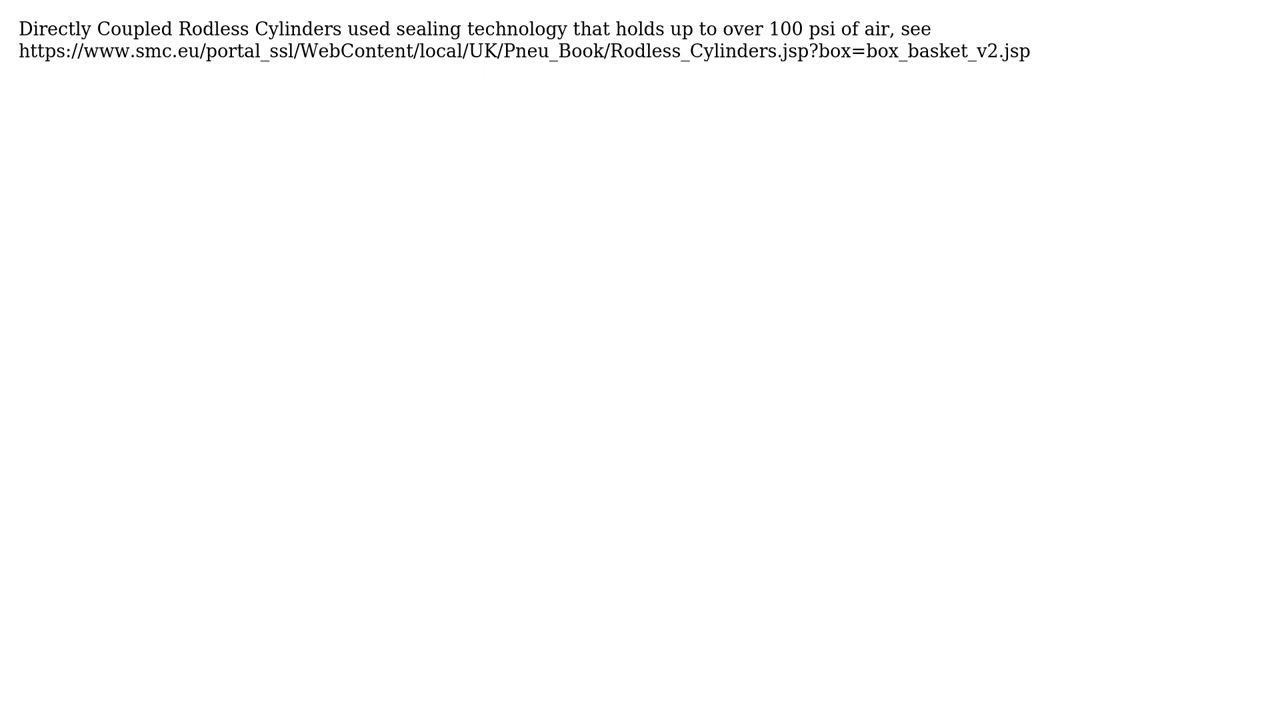 Directly Coupled Rodless Cylinders used sealing technology that holds up to over 100 psi of air, see
https://www.smc.eu/portal_ssl/WebContent/local/UK/Pneu_Book/Rodless_Cylinders.jsp?box=box_basket_v2.jsp